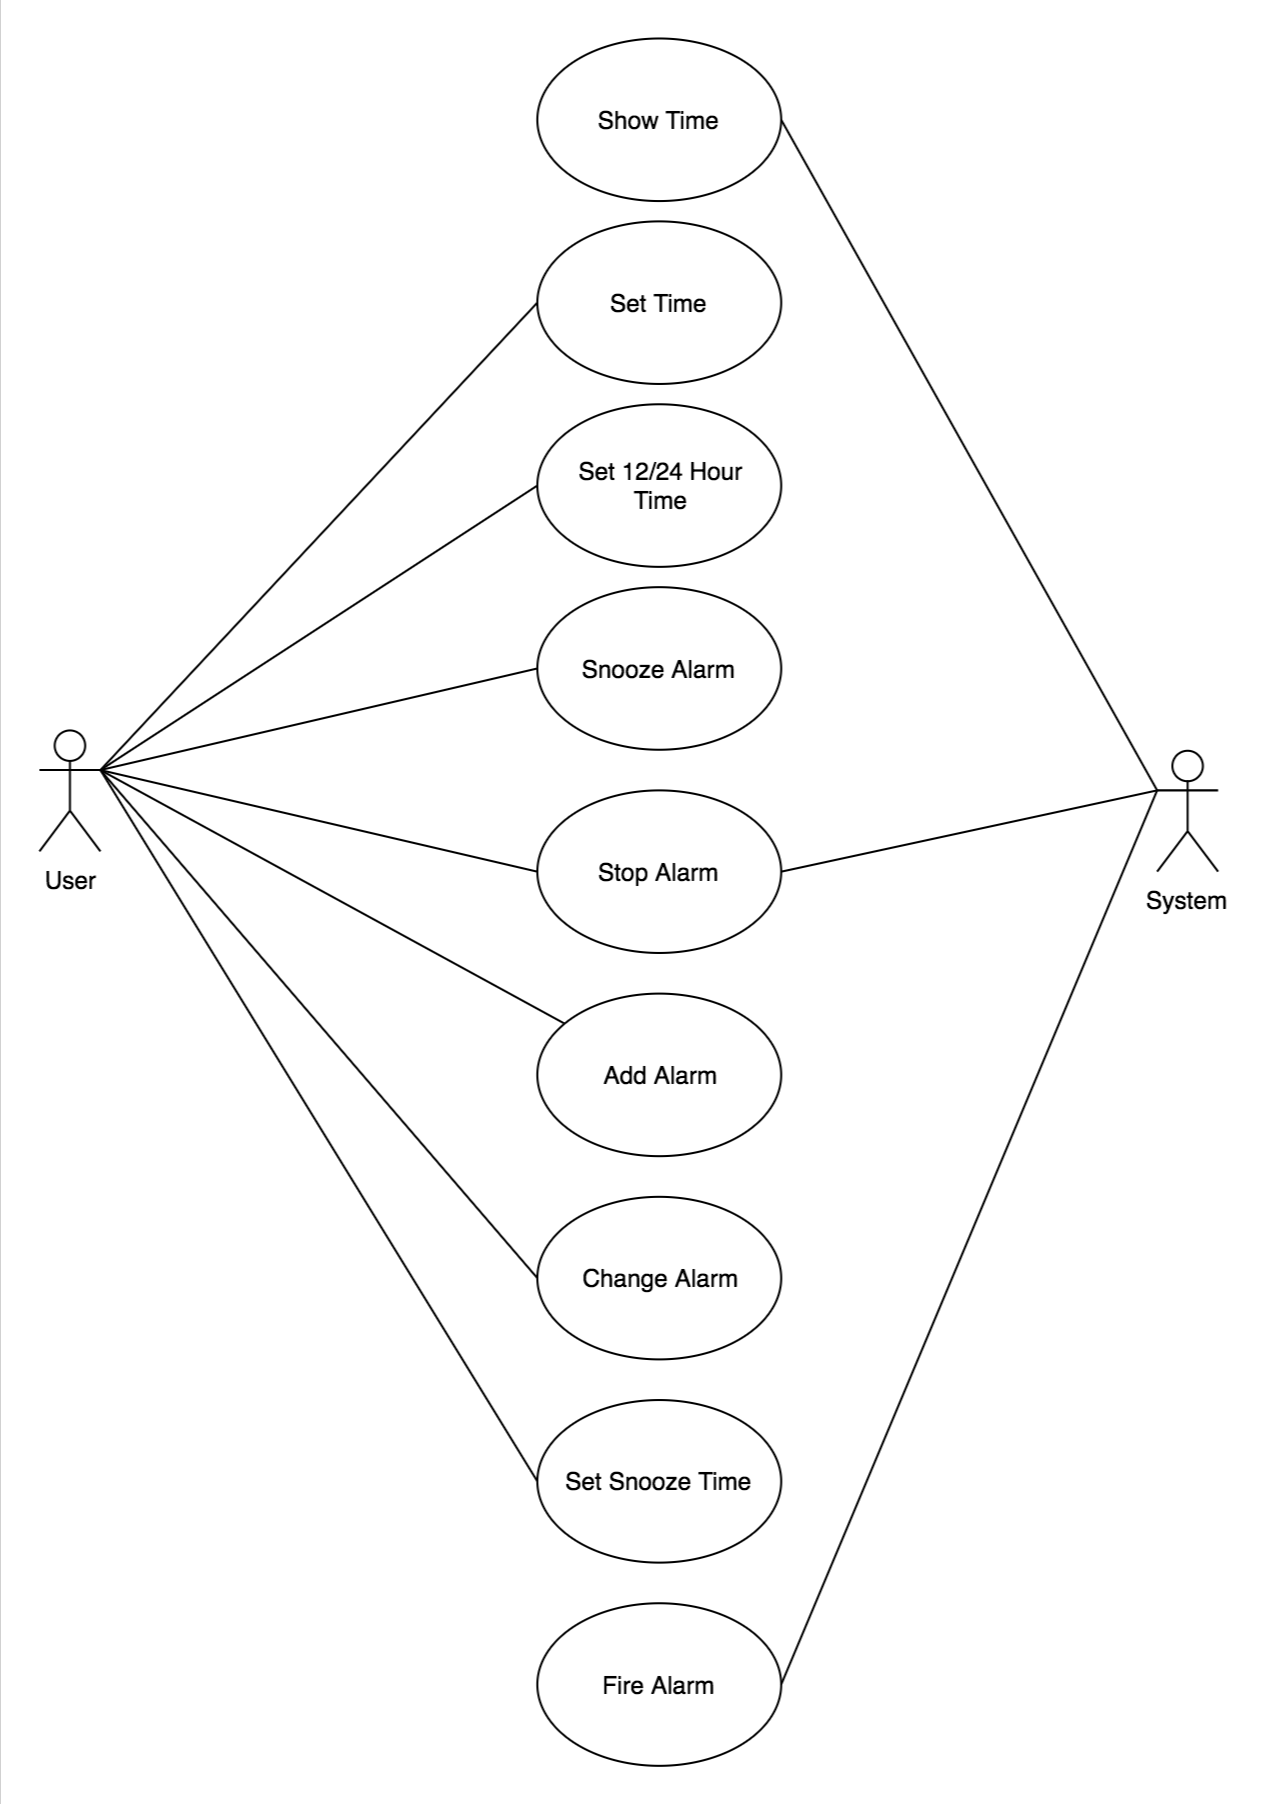 Show Time
Set Time
Set 12/24 Hour
Time
Snooze Alarm
User
Stop Alarm
System
Add Alarm
Change Alarm
Set Snooze Time
Fire Alarm